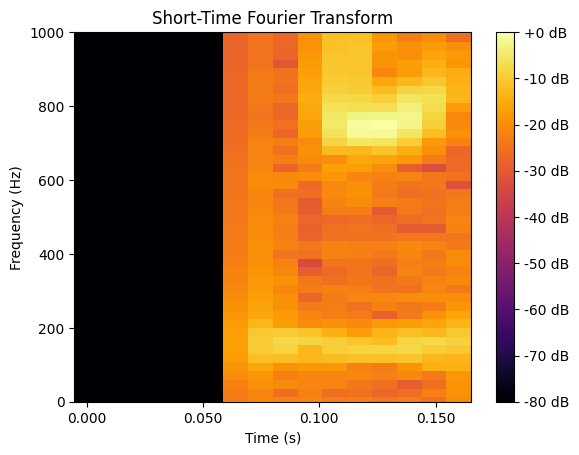 Short-Time Fourier Transform
Frequency (Hz)
1000
800
600
400
200
0
0.000
0.050
0.100
0.150
Time (s)
+0 dB
-10 dB
-20 dB
-30 dB
-40 dB
-50 dB
-60 dB
-70 dB
-80 dB